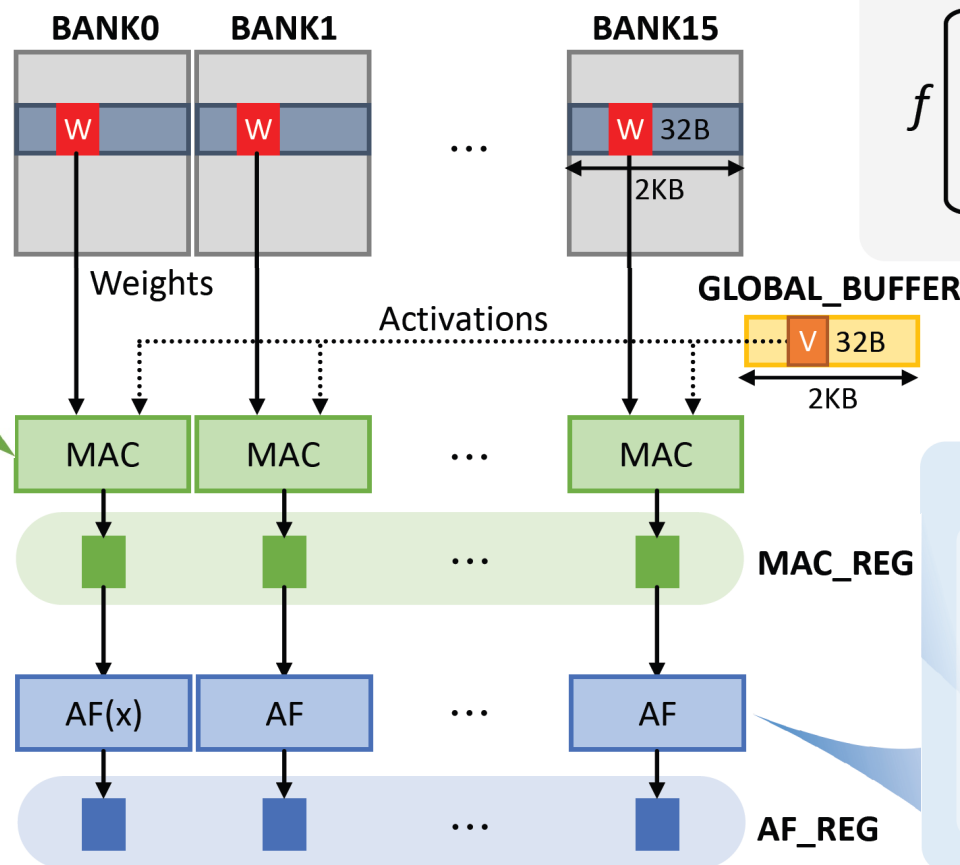 BANK0 BANK1 BANK15
W W ... W 32B
2KB
f
Weights
GLOBAL_BUFFER
Activations
V 32B
2KB
MAC MAC ... MAC
... MAC_REG
AF(x) AF ... AF
... AF_REG